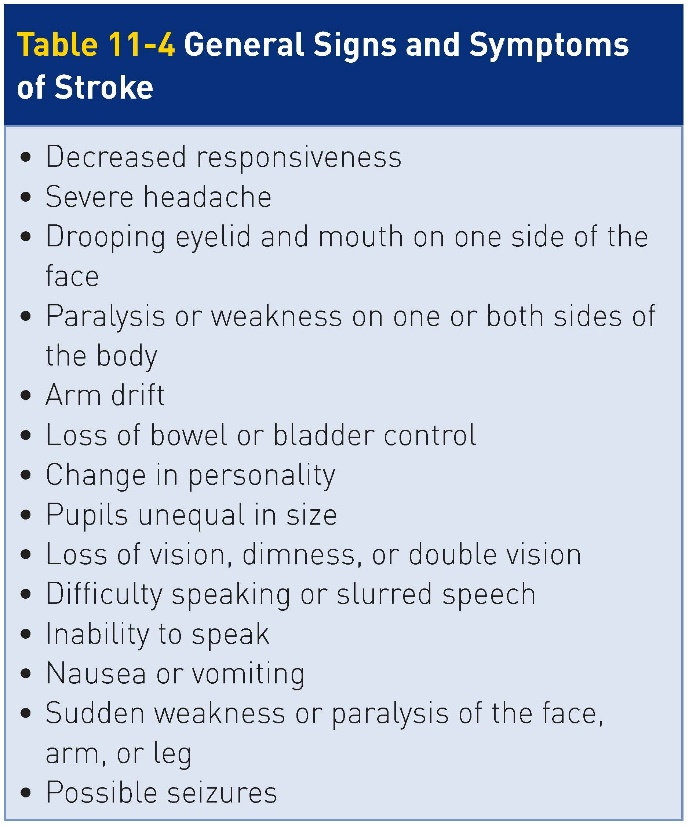 Table 11-4 General Signs and Symptoms
of Stroke
• Decreased responsiveness
• Severe headache
• Drooping eyelid and mouth on one side of the
face
• Paralysis or weakness on one or both sides of
the body
• Arm drift
• Loss of bowel or bladder control
• Change in personality
• Pupils unequal in size
• Loss of vision, dimness, or double vision
• Difficulty speaking or slurred speech
• Inability to speak
• Nausea or vomiting
• Sudden weakness or paralysis of the face,
arm, or leg
• Possible seizures